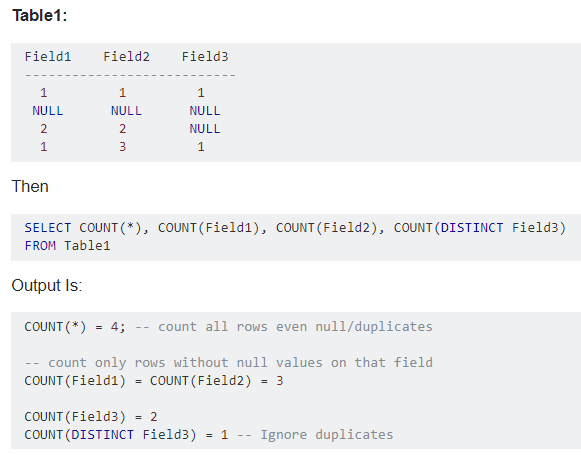 Table1:
Field1 Field2 Field3
---------------------------
1 1 1
NULL NULL NULL
2 2 NULL
1 3 1
Then
SELECT COUNT(*), COUNT(Field1), COUNT(Field2), COUNT(DISTINCT Field3)
FROM Table1
Output Is:
COUNT(*) = 4; -- count all rows even null/duplicates
-- count only rows without null values on that field
COUNT(Field1) = COUNT(Field2) = 3
COUNT(Field3) = 2
COUNT(DISTINCT Field3) = 1 -- Ignore duplicates